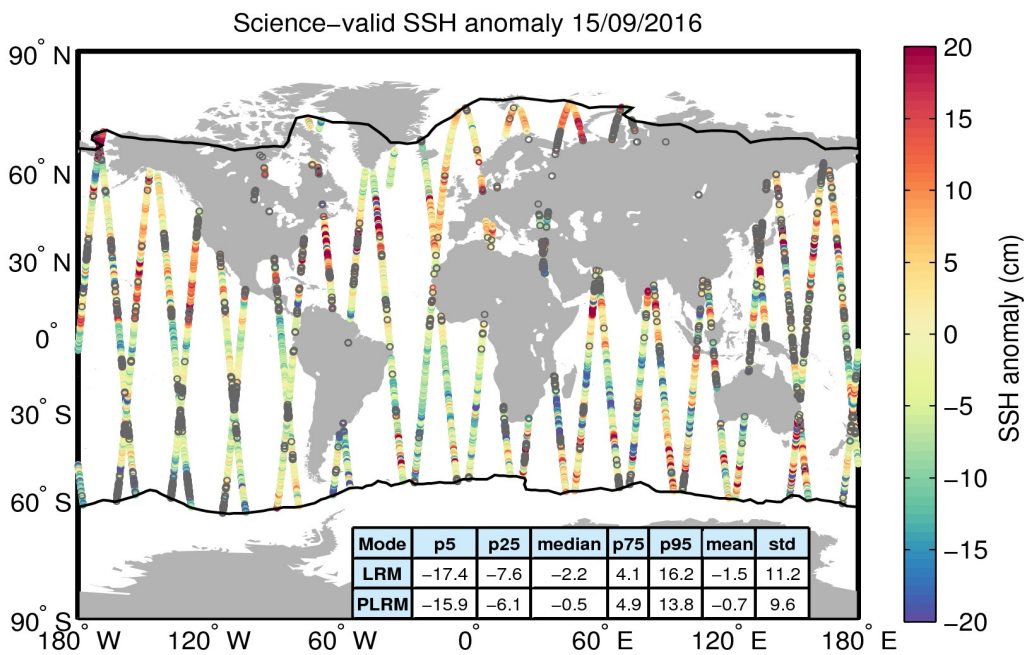 Science−valid SSH anomaly 15/09/2016
90° N
60° N
30° N
0°
30° S
60° S
90° S
180° W
120° W
60° W
0°
60° E
120° E
180° E
Mode p5 p25 median p75 p95 mean std
LRM −17.4 −7.6 −2.2 4.1 16.2 −1.5 11.2
PLRM −15.9 −6.1 −0.5 4.9 13.8 −0.7 9.6
20
15
10
5
0
−5
−10
−15
−20
SSH anomaly (cm)